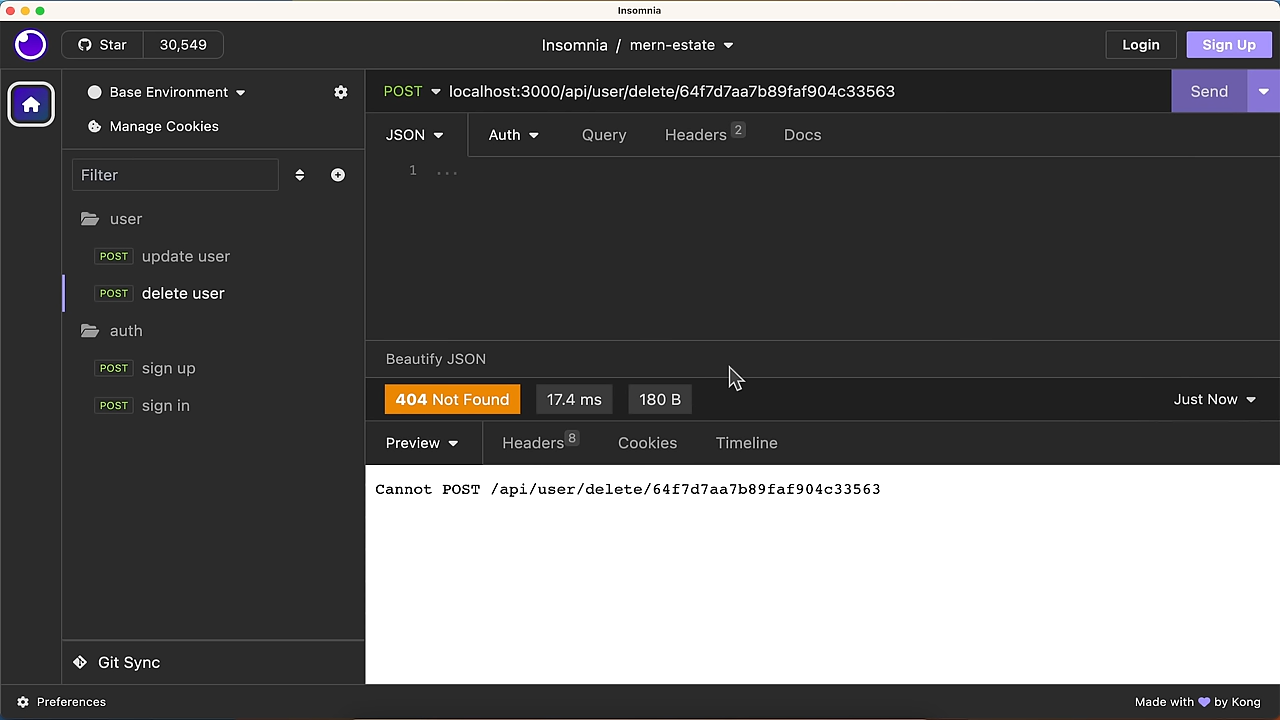 Insomnia
Star 30,549
Insomnia / mern-estate
Login Sign Up
Base Environment
Manage Cookies
Filter
user
POST update user
POST delete user
auth
POST sign up
POST sign in
Git Sync
POST localhost:3000/api/user/delete/64f7d7aa7b89faf904c33563 Send
JSON Auth Query Headers 2 Docs
1 ...
Beautify JSON
404 Not Found 17.4 ms 180 B Just Now
Preview Headers 8 Cookies Timeline
Cannot POST /api/user/delete/64f7d7aa7b89faf904c33563
Preferences
Made with 💜 by Kong